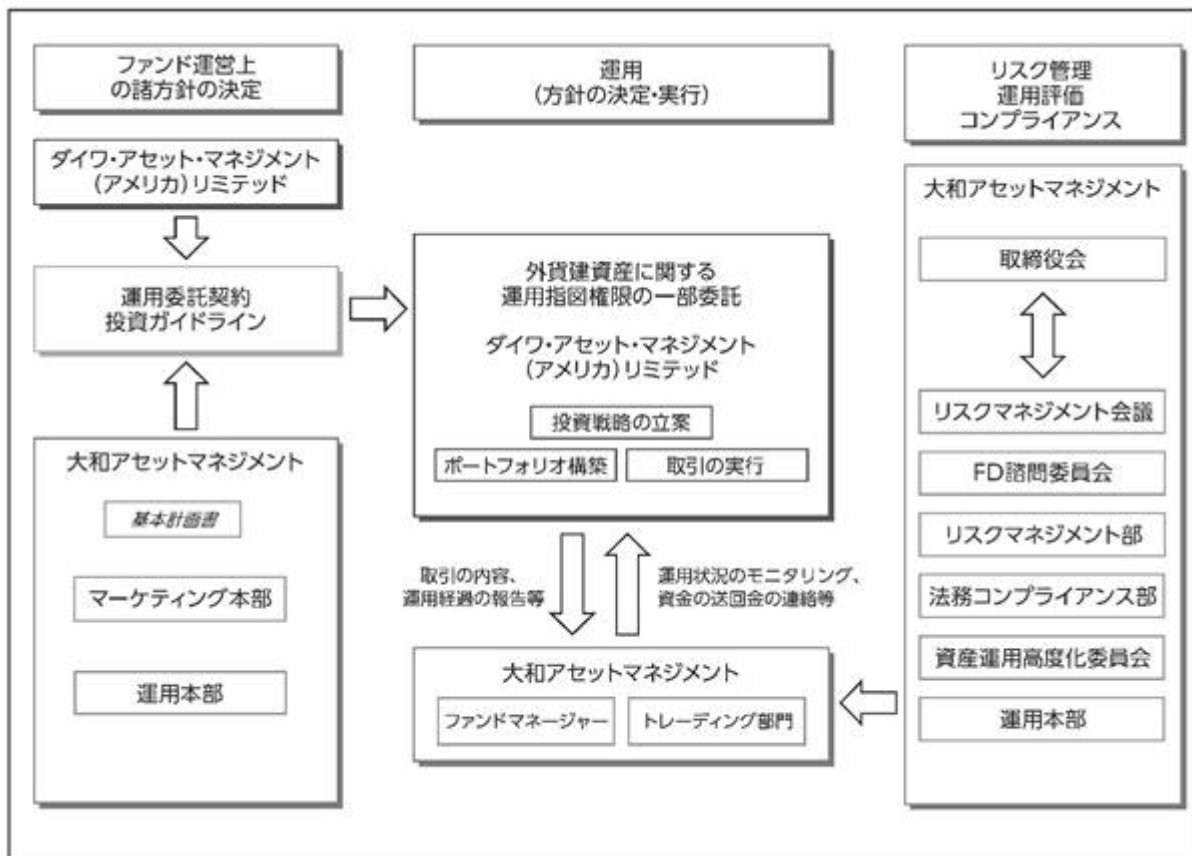 ファンド運営上
の諸方針の決定
ダイワ・アセット・マネジメント
(アメリカ)リミテッド
運用委託契約
投資ガイドライン
大和アセットマネジメント
基本計画書
マーケティング本部
運用本部
運用
(方針の決定・実行)
外貨建資産に関する
運用指図権限の一部委託
ダイワ・アセット・マネジメント
(アメリカ)リミテッド
投資戦略の立案
ポートフォリオ構築
取引の実行
取引の内容、
運用経過の報告等
運用状況のモニタリング、
資金の送回金の連絡等
大和アセットマネジメント
ファンドマネージャー
トレーディング部門
リスク管理
運用評価
コンプライアンス
大和アセットマネジメント
取締役会
リスクマネジメント会議
FD諮問委員会
リスクマネジメント部
法務コンプライアンス部
資産運用高度化委員会
運用本部